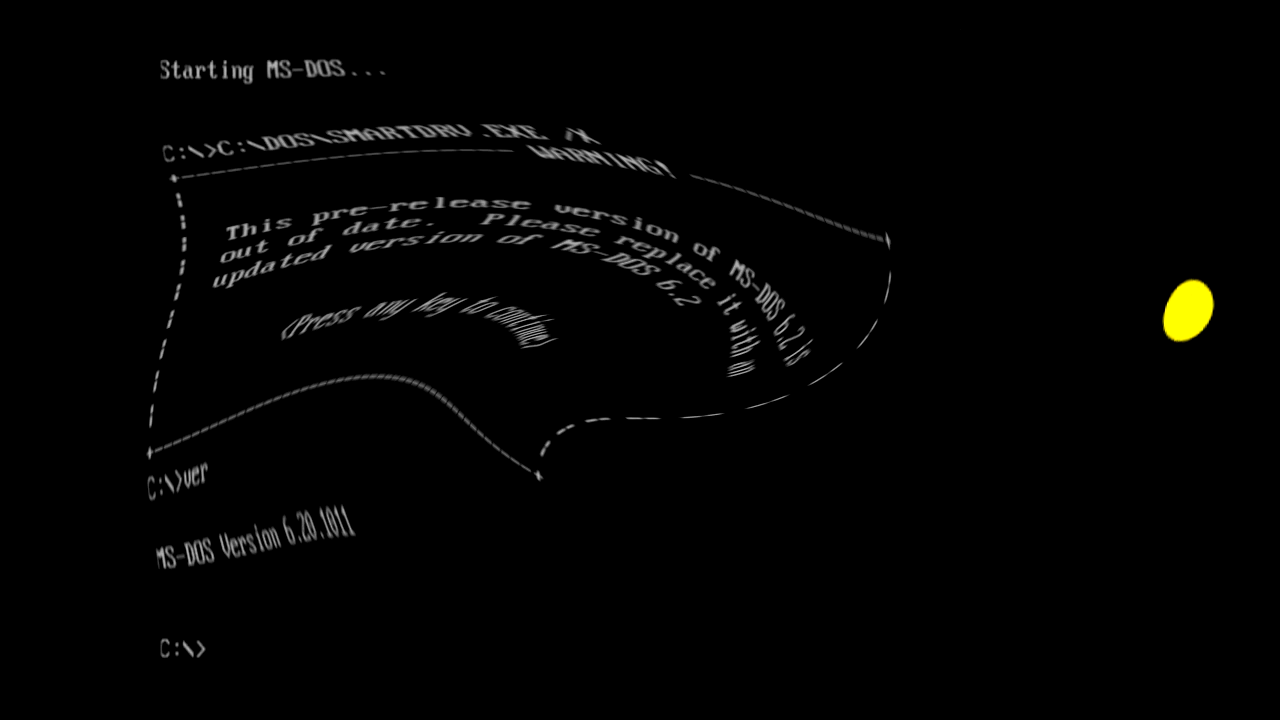 Starting MS-DOS...
C:\>C:\DOS\SMARTDRV.EXE /X
WARNING!
This pre-release version of MS-DOS 6.2 is
out of date.  Please replace it with an
updated version of MS-DOS 6.2
(Press any key to continue)
C:\>ver
MS-DOS Version 6.20.1011
C:\>